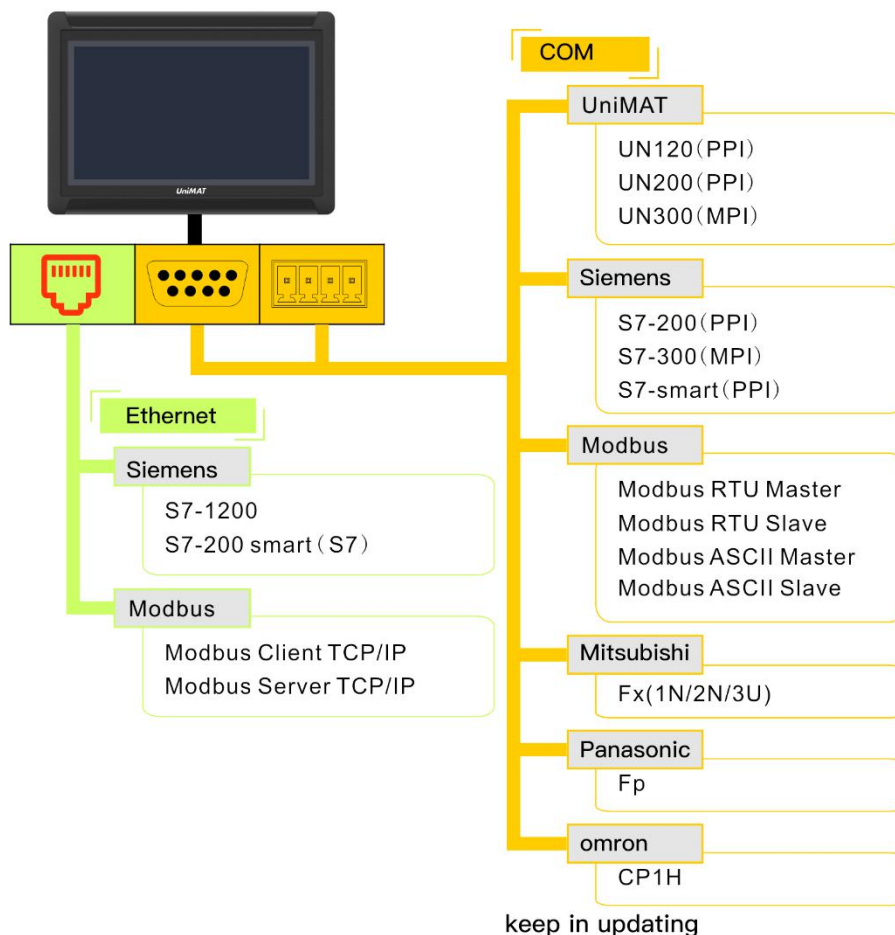 UniMAT
COM
UniMAT
UN120(PPI)
UN200(PPI)
UN300(MPI)
Siemens
S7-200(PPI)
S7-300(MPI)
S7-smart(PPI)
Modbus
Modbus RTU Master
Modbus RTU Slave
Modbus ASCII Master
Modbus ASCII Slave
Mitsubishi
Fx(1N/2N/3U)
Panasonic
Fp
omron
CP1H
keep in updating
Ethernet
Siemens
S7-1200
S7-200 smart(S7)
Modbus
Modbus Client TCP/IP
Modbus Server TCP/IP